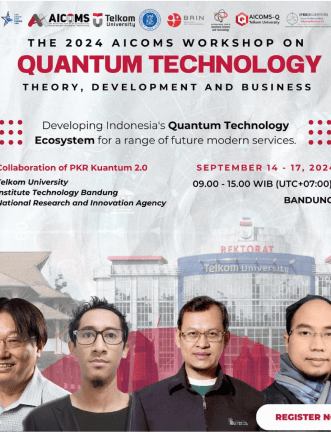 AICOMS
Telkom University
BRIN
AICOMS-Q
Telkom University
THE 2024 AICOMS WORKSHOP ON
QUANTUM TECHNOLOGY
THEORY, DEVELOPMENT AND BUSINESS
Developing Indonesia's Quantum Technology
Ecosystem for a range of future modern services.
Collaboration of PKR Kuantum 2.0
Telkom University
Institute Technology Bandung
National Research and Innovation Agency
SEPTEMBER 14 - 17, 2024
09.00 - 15.00 WIB (UTC+07:00)
BANDUNG
REKTORAT
Telkom University
REGISTER NO